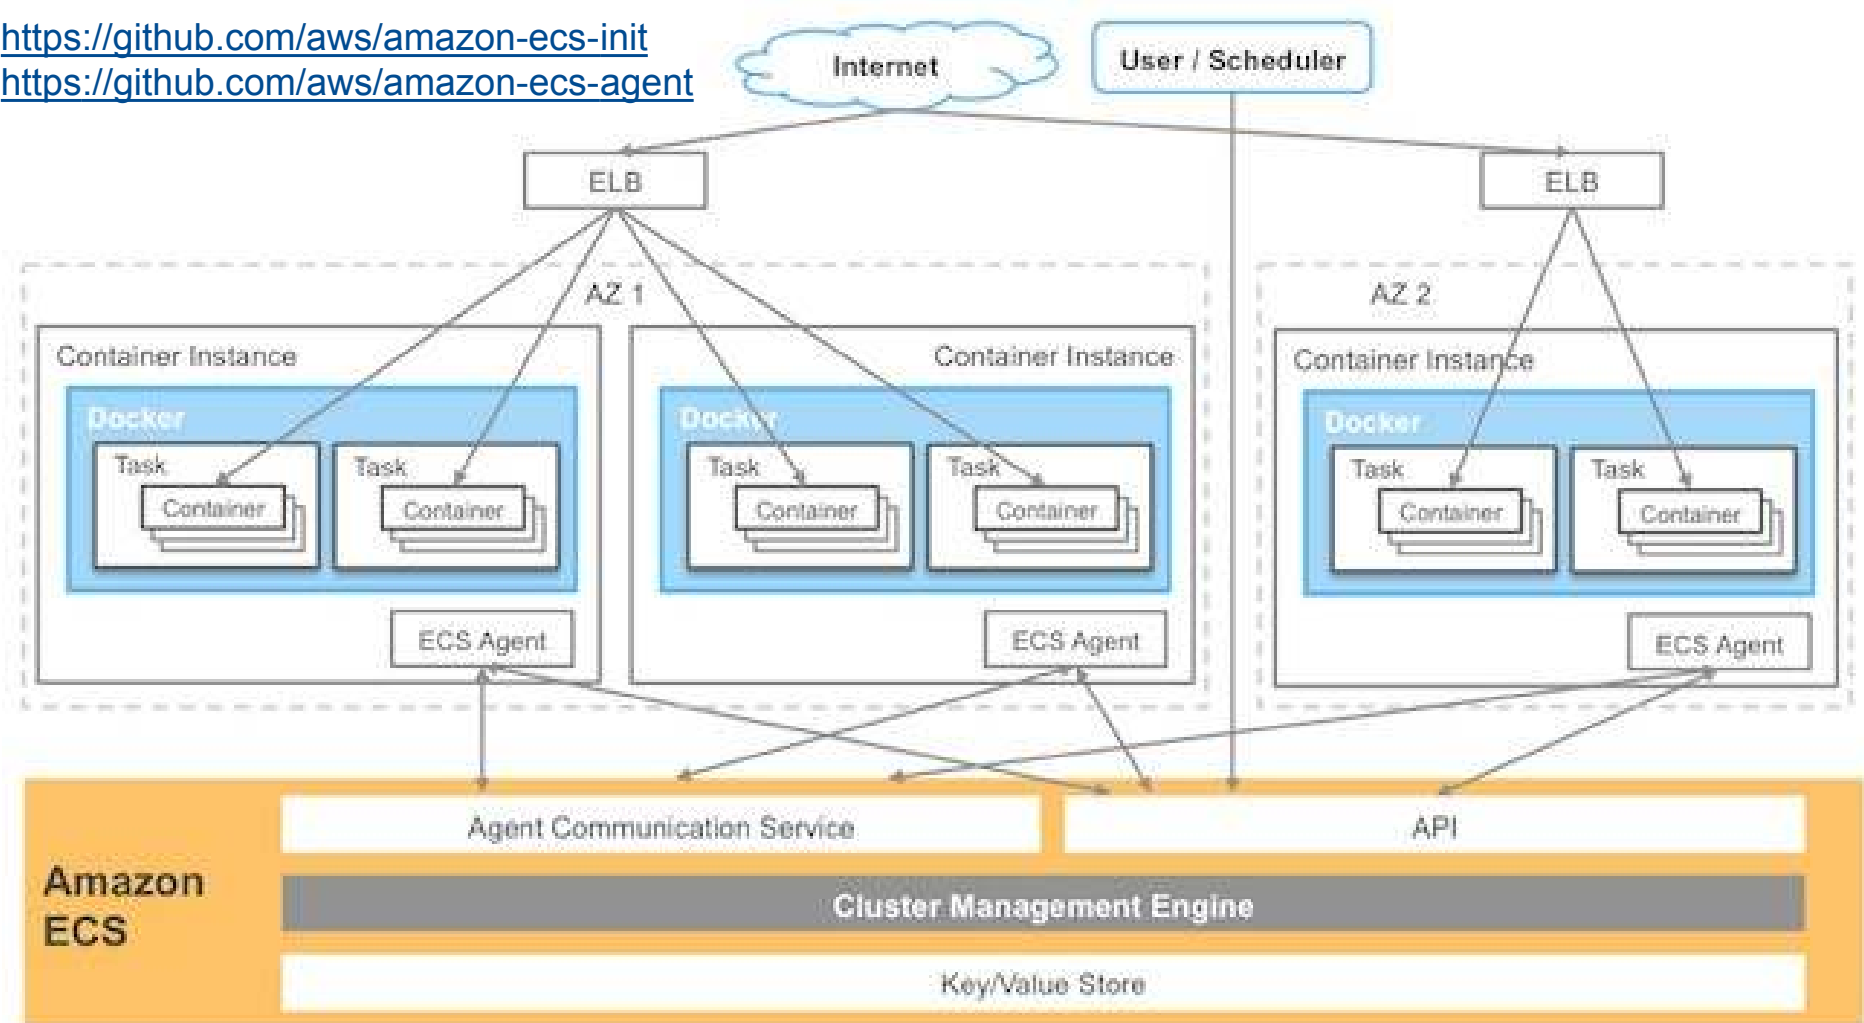 https://github.com/aws/amazon-ecs-init
https://github.com/aws/amazon-ecs-agent
Internet
User / Scheduler
ELB
ELB
AZ 1
AZ 2
Container Instance
Container Instance
Container Instance
Docker
Docker
Docker
Task
Task
Task
Task
Task
Task
Container
Container
Container
Container
Container
Container
ECS Agent
ECS Agent
ECS Agent
Agent Communication Service
API
Amazon
ECS
Cluster Management Engine
Key/Value Store